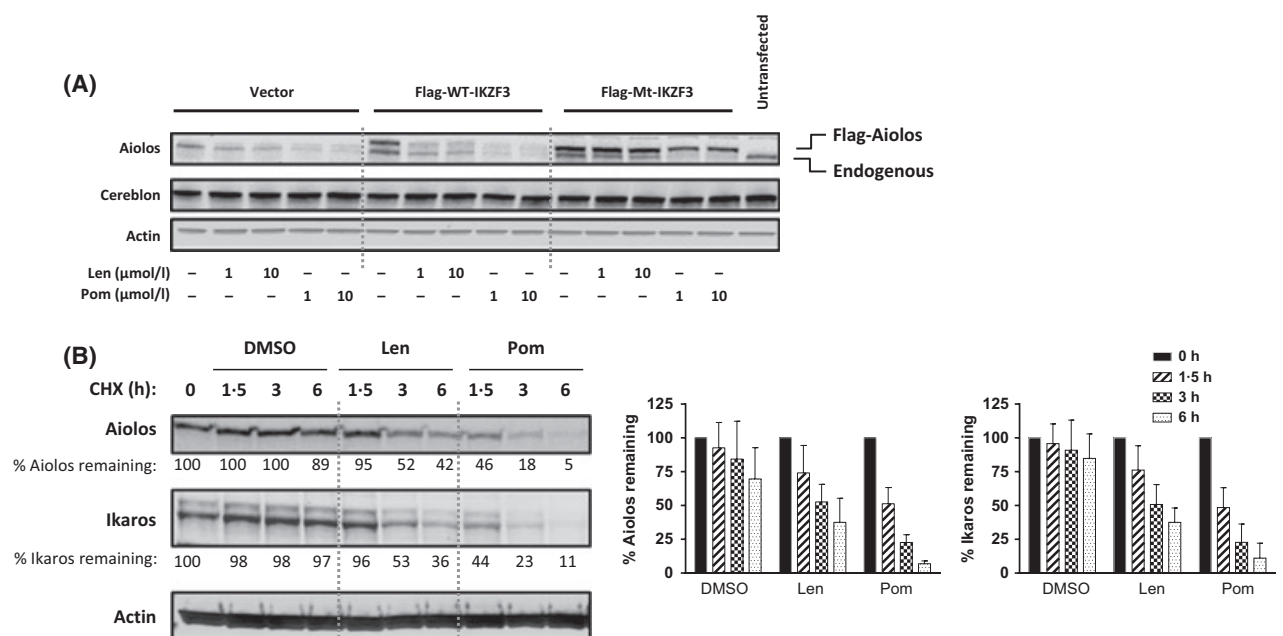 (A)
Vector Flag-WT-IKZF3 Flag-Mt-IKZF3 Untransfected
Aiolos
Flag-Aiolos
Endogenous
Cereblon
Actin
Len (µmol/l) – 1 10 – – – 1 10 – – – 1 10 – –
Pom (µmol/l) – – – 1 10 – – – 1 10 – – – 1 10
(B)
DMSO Len Pom
CHX (h): 0 1·5 3 6 1·5 3 6 1·5 3 6
Aiolos
% Aiolos remaining: 100 100 100 89 95 52 42 46 18 5
Ikaros
% Ikaros remaining: 100 98 98 97 96 53 36 44 23 11
Actin
% Aiolos remaining
125
100
75
50
25
0
DMSO Len Pom
0 h
1·5 h
3 h
6 h
% Ikaros remaining
125
100
75
50
25
0
DMSO Len Pom